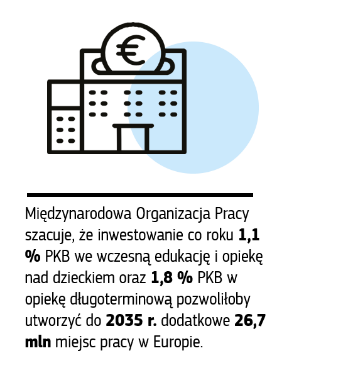 €
Międzynarodowa Organizacja Pracy
szacuje, że inwestowanie co roku 1,1
% PKB we wczesną edukację i opiekę
nad dzieckiem oraz 1,8 % PKB w
opiekę długoterminową pozwoliłoby
utworzyć do 2035 r. dodatkowe 26,7
mln miejsc pracy w Europie.